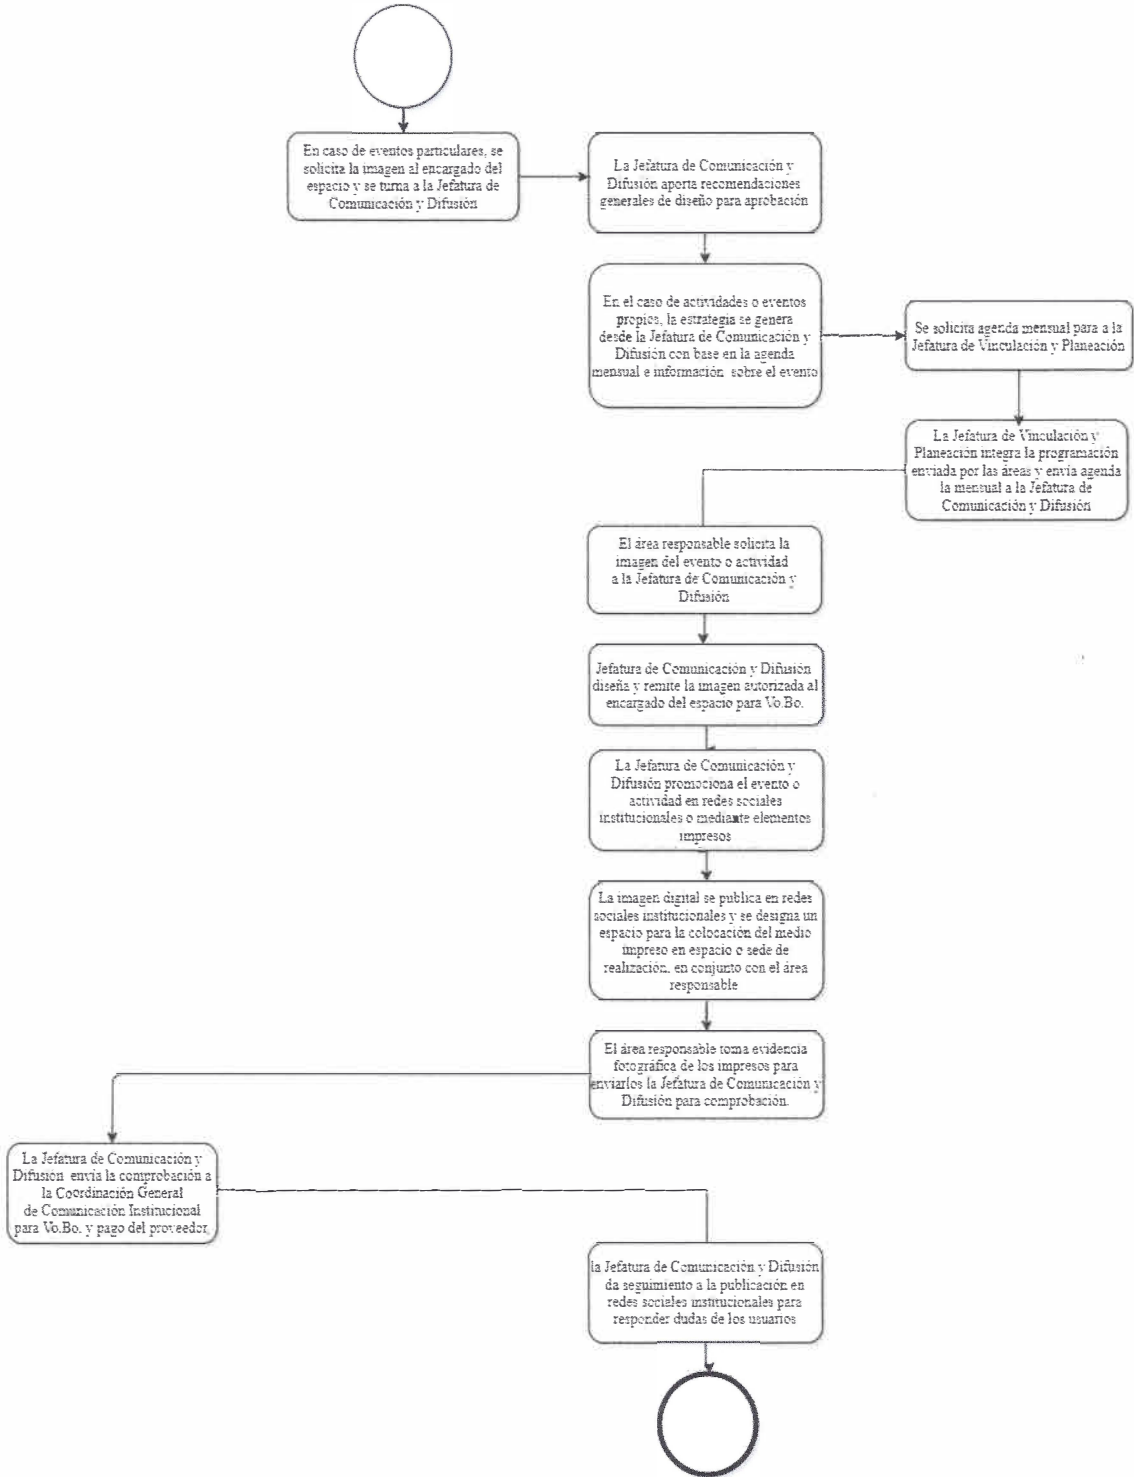 En caso de eventos particulares, se
solicita la imagen al encargado del
espacio y se turna a la Jefatura de
Comunicación y Difusión
La Jefatura de Comunicación y
Difusión aporta recomendaciones
generales de diseño para aprobación
En el caso de actividades o eventos
propios, la estrategia se genera
desde la Jefatura de Comunicación y
Difusión con base en la agenda
mensual e información sobre el evento
Se solicita agenda mensual para a la
Jefatura de Vinculación y Planeación
La Jefatura de Vinculación y
Planeación integra la programación
enviada por las áreas y envía agenda
la mensual a la Jefatura de
Comunicación y Difusión
El área responsable solicita la
imagen del evento o actividad
a la Jefatura de Comunicación y
Difusión
Jefatura de Comunicación y Difusión
diseña y remite la imagen autorizada al
encargado del espacio para Vo.Bo.
La Jefatura de Comunicación y
Difusión promociona el evento o
actividad en redes sociales
institucionales o mediante elementos
impresos
La imagen digital se publica en redes
sociales institucionales y se designa un
espacio para la colocación del medio
impreso en espacio o sede de
realización, en conjunto con el área
responsable
El área responsable toma evidencia
fotográfica de los impresos para
enviarlos la Jefatura de Comunicación y
Difusión para comprobación.
La Jefatura de Comunicación y
Difusión envía la comprobación a
la Coordinación General
de Comunicación Institucional
para Vo.Bo. y pago del proveedor.
la Jefatura de Comunicación y Difusión
da seguimiento a la publicación en
redes sociales institucionales para
responder dudas de los usuarios